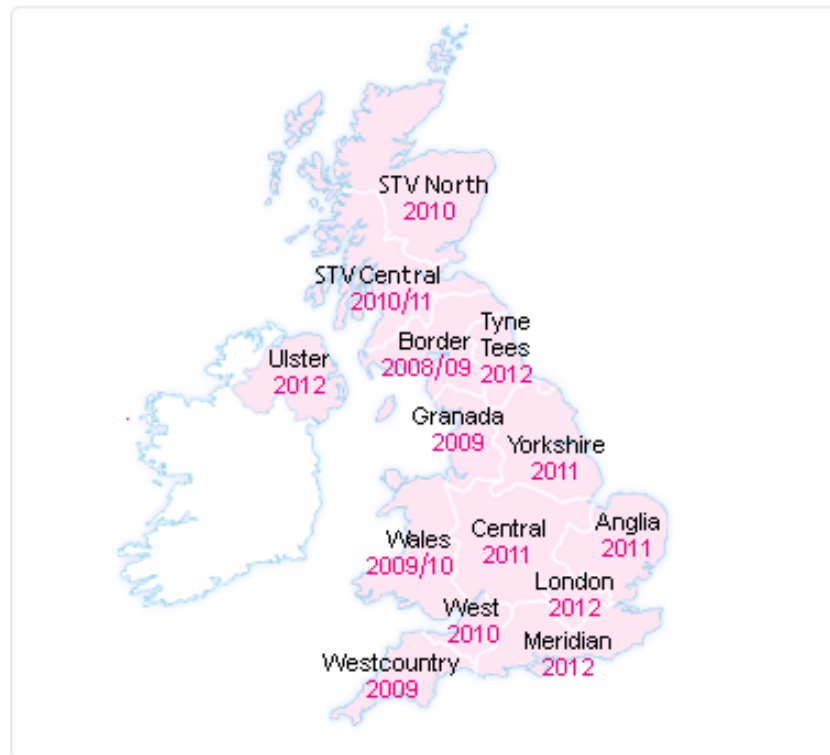 STV North
2010
STV Central
2010/11
Border
2008/09
Tyne
Tees
2012
Ulster
2012
Granada
2009
Yorkshire
2011
Anglia
2011
Central
2011
Wales
2009/10
London
2012
West
2010
Meridian
2012
Westcountry
2009